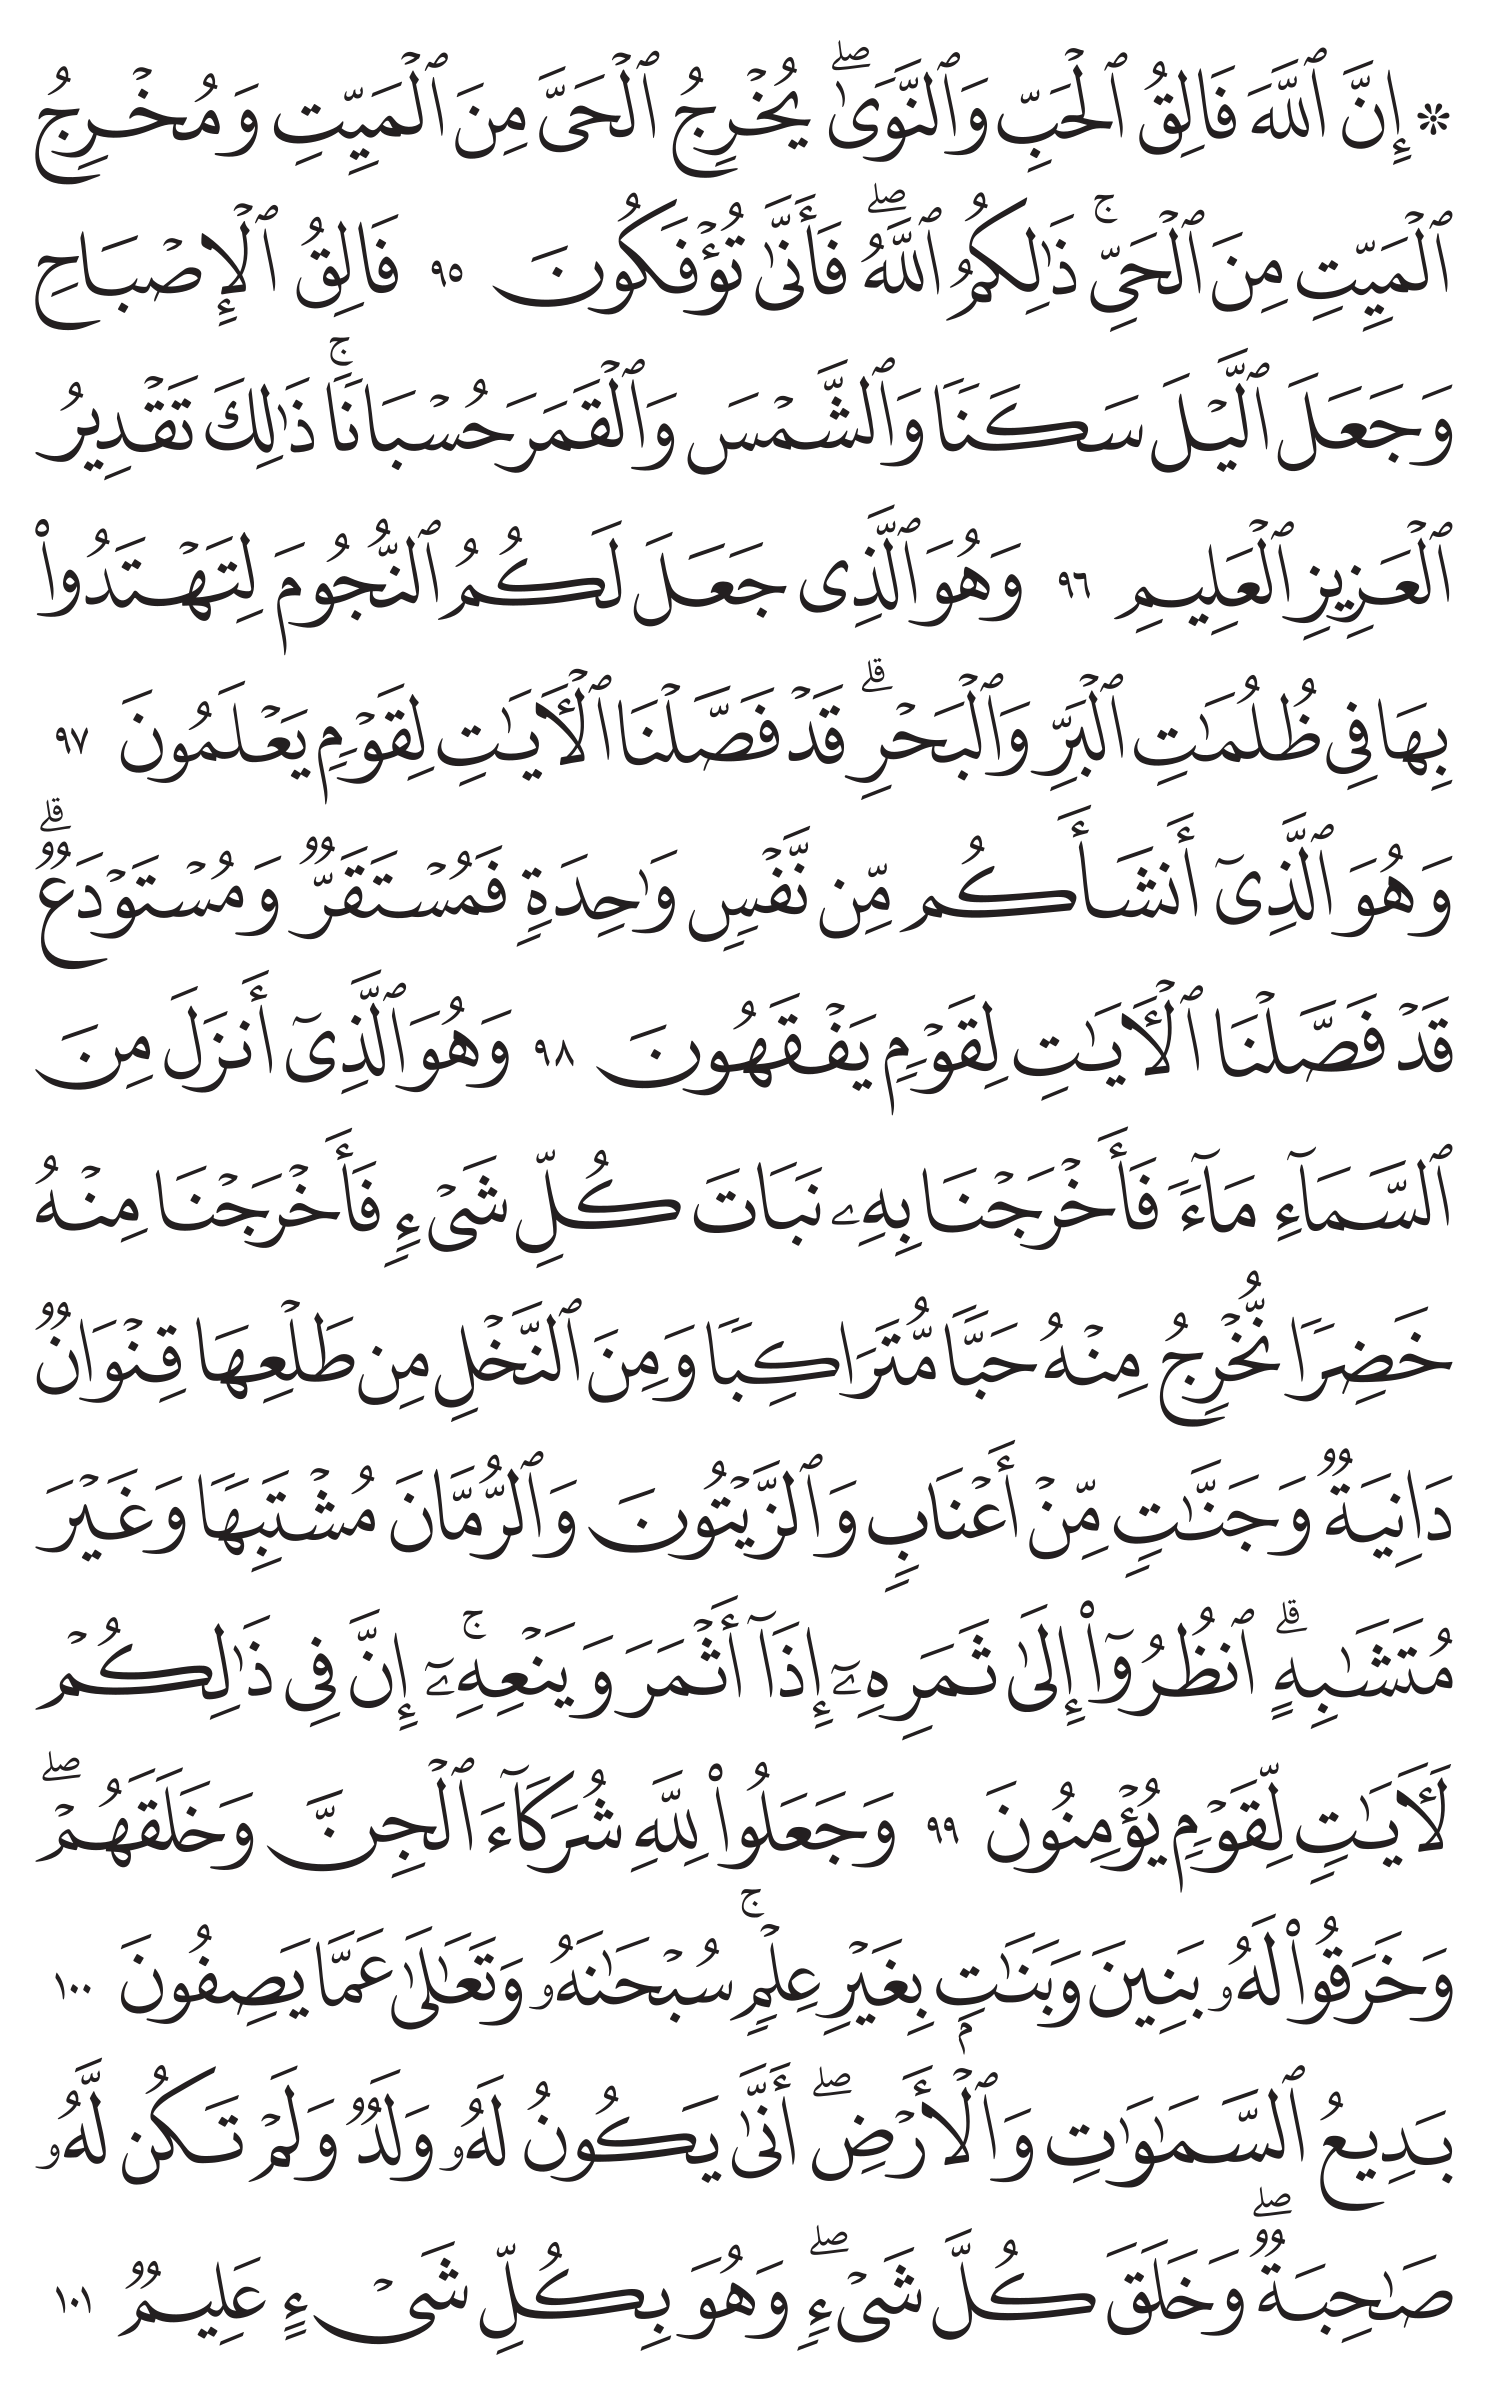 ۞ إِنَّ ٱللَّهَ فَالِقُ ٱلْحَبِّ وَٱلنَّوَىٰۖ يُخْرِجُ ٱلْحَىَّ مِنَ ٱلْمَيِّتِ وَمُخْرِجُ
ٱلْمَيِّتِ مِنَ ٱلْحَىِّۚ ذَٰلِكُمُ ٱللَّهُۖ فَأَنَّىٰ تُؤْفَكُونَ ٩٥ فَالِقُ ٱلْإِصْبَاحِ
وَجَعَلَ ٱلَّيْلَ سَكَنًا وَٱلشَّمْسَ وَٱلْقَمَرَ حُسْبَانًاۚ ذَٰلِكَ تَقْدِيرُ
ٱلْعَزِيزِ ٱلْعَلِيمِ ٩٦ وَهُوَ ٱلَّذِى جَعَلَ لَكُمُ ٱلنُّجُومَ لِتَهْتَدُوا۟
بِهَا فِى ظُلُمَٰتِ ٱلْبَرِّ وَٱلْبَحْرِۗ قَدْ فَصَّلْنَا ٱلْـَٔايَٰتِ لِقَوْمٍ يَعْلَمُونَ ٩٧
وَهُوَ ٱلَّذِىٓ أَنشَأَكُم مِّن نَّفْسٍ وَٰحِدَةٍ فَمُسْتَقَرٌّ وَمُسْتَوْدَعٌۗ
قَدْ فَصَّلْنَا ٱلْـَٔايَٰتِ لِقَوْمٍ يَفْقَهُونَ ٩٨ وَهُوَ ٱلَّذِىٓ أَنزَلَ مِنَ
ٱلسَّمَآءِ مَآءً فَأَخْرَجْنَا بِهِۦ نَبَاتَ كُلِّ شَىْءٍ فَأَخْرَجْنَا مِنْهُ
خَضِرًا نُّخْرِجُ مِنْهُ حَبًّا مُّتَرَاكِبًا وَمِنَ ٱلنَّخْلِ مِن طَلْعِهَا قِنْوَانٌ
دَانِيَةٌ وَجَنَّٰتٍ مِّنْ أَعْنَابٍ وَٱلزَّيْتُونَ وَٱلرُّمَّانَ مُشْتَبِهًا وَغَيْرَ
مُتَشَٰبِهٍۗ ٱنظُرُوٓا۟ إِلَىٰ ثَمَرِهِۦٓ إِذَآ أَثْمَرَ وَيَنْعِهِۦٓۚ إِنَّ فِى ذَٰلِكُمْ
لَـَٔايَٰتٍ لِّقَوْمٍ يُؤْمِنُونَ ٩٩ وَجَعَلُوا۟ لِلَّهِ شُرَكَآءَ ٱلْجِنَّ وَخَلَقَهُمْۖ
وَخَرَقُوا۟ لَهُۥ بَنِينَ وَبَنَٰتٍۭ بِغَيْرِ عِلْمٍۚ سُبْحَٰنَهُۥ وَتَعَٰلَىٰ عَمَّا يَصِفُونَ ١٠٠
بَدِيعُ ٱلسَّمَٰوَٰتِ وَٱلْأَرْضِۖ أَنَّىٰ يَكُونُ لَهُۥ وَلَدٌ وَلَمْ تَكُن لَّهُۥ
صَٰحِبَةٌۖ وَخَلَقَ كُلَّ شَىْءٍۖ وَهُوَ بِكُلِّ شَىْءٍ عَلِيمٌ ١٠١